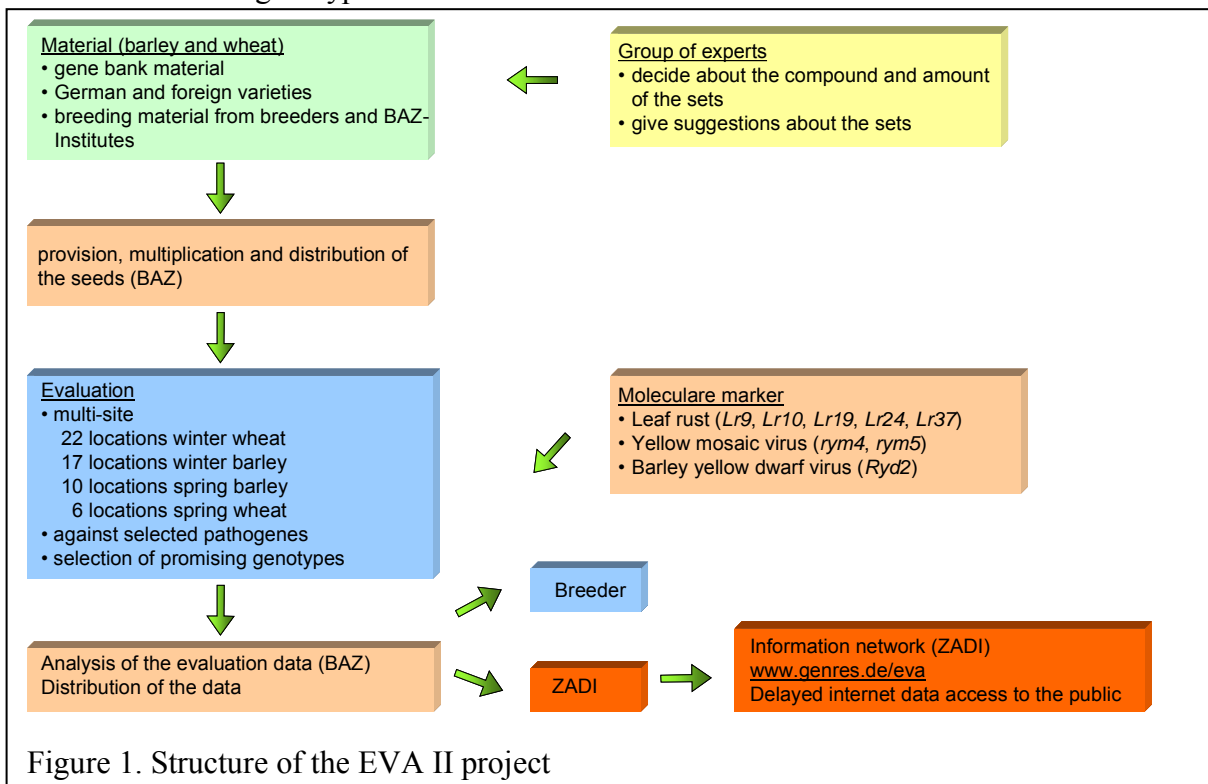 Material (barley and wheat)
• gene bank material
• German and foreign varieties
• breeding material from breeders and BAZ-
Institutes
Group of experts
• decide about the compound and amount
of the sets
• give suggestions about the sets
provision, multiplication and distribution of
the seeds (BAZ)
Evaluation
• multi-site
22 locations winter wheat
17 locations winter barley
10 locations spring barley
6 locations spring wheat
• against selected pathogenes
• selection of promising genotypes
Moleculare marker
• Leaf rust (Lr9, Lr10, Lr19, Lr24, Lr37)
• Yellow mosaic virus (rym4, rym5)
• Barley yellow dwarf virus (Ryd2)
Breeder
Analysis of the evaluation data (BAZ)
Distribution of the data
ZADI
Information network (ZADI)
www.genres.de/eva
Delayed internet data access to the public
Figure 1. Structure of the EVA II project